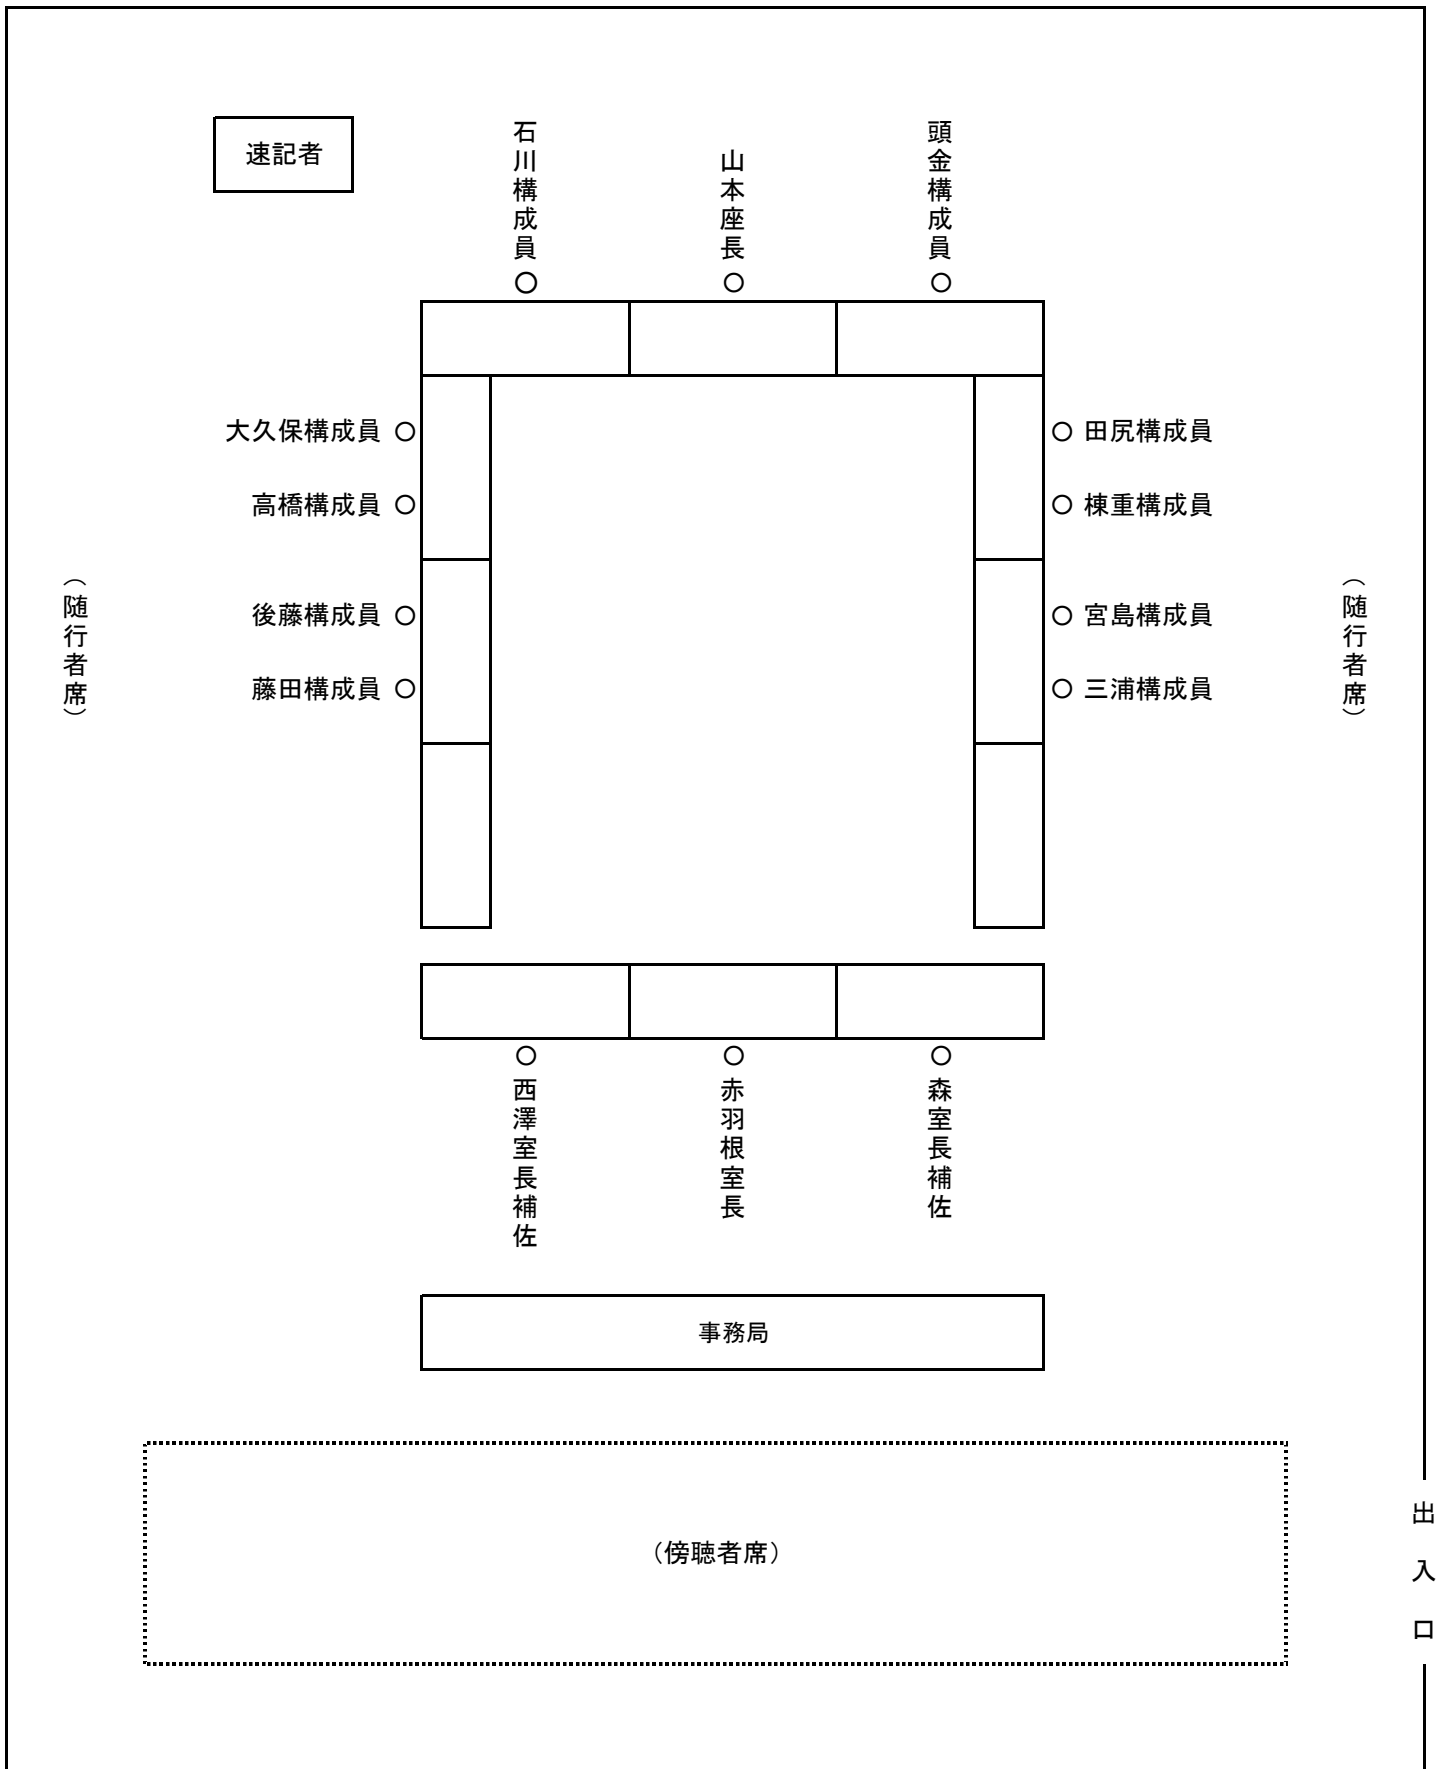 速記者
石川構成員
山本座長
頭金構成員
大久保構成員
田尻構成員
高橋構成員
棟重構成員
（随行者席）
（随行者席）
後藤構成員
宮島構成員
藤田構成員
三浦構成員
西澤室長補佐
赤羽根室長
森室長補佐
事務局
（傍聴者席）
出入口